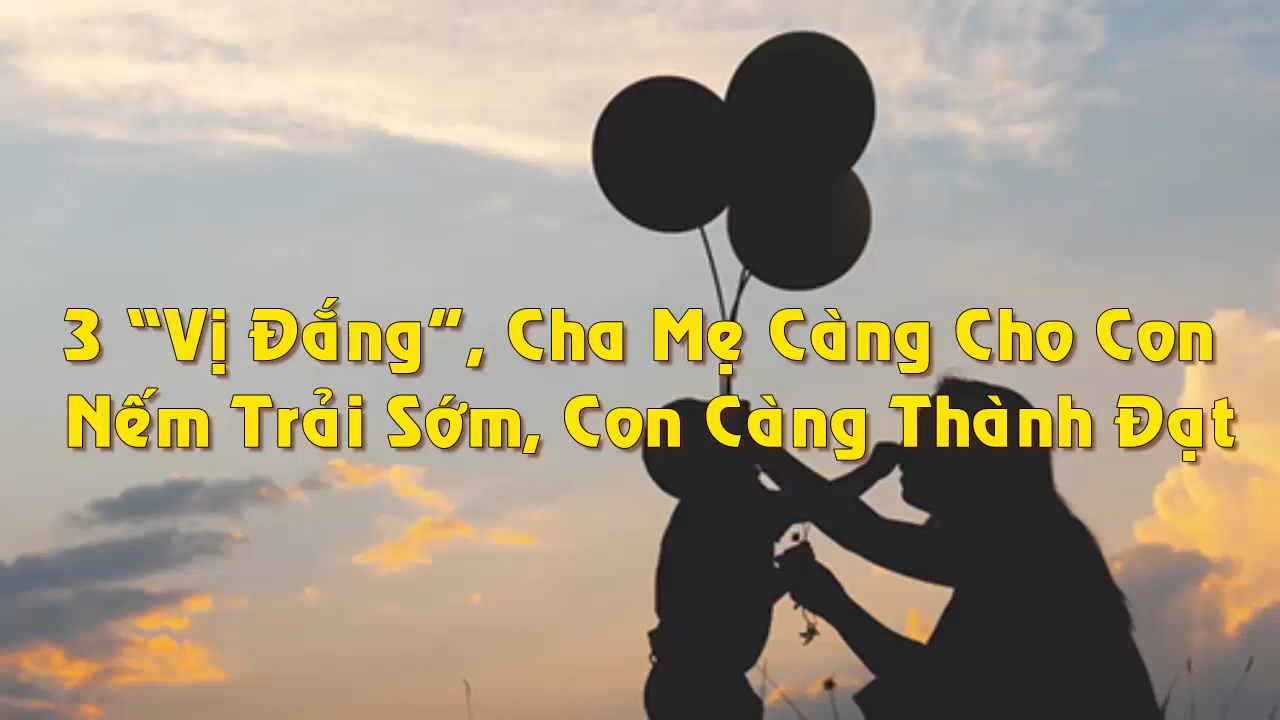 3 “Vị Đắng”, Cha Mẹ Càng Cho Con
Nếm Trải Sớm, Con Càng Thành Đạt